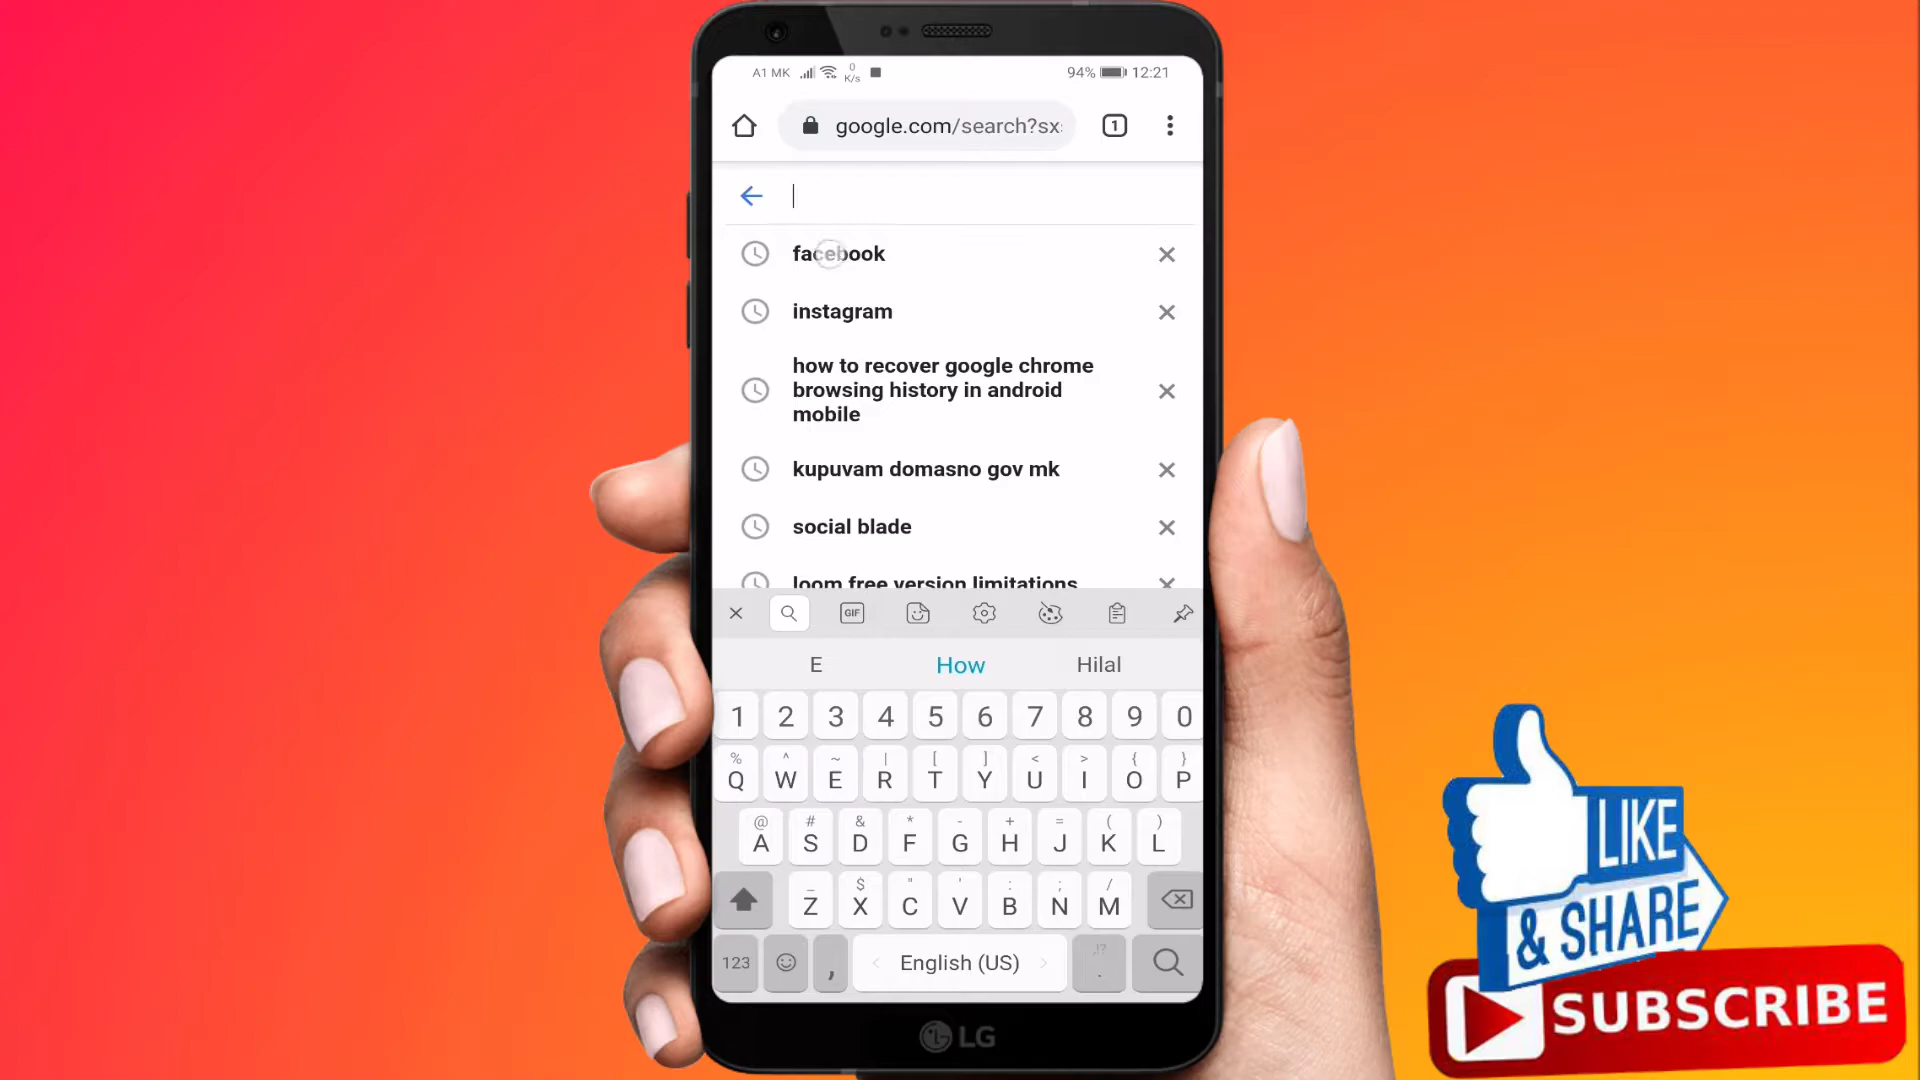 A1 MK 0 K/s 94% 12:21
google.com/search?sx 1
facebook
instagram
how to recover google chrome
browsing history in android
mobile
kupuvam domasno gov mk
social blade
loom free version limitations
GIF
E How Hilal
1 2 3 4 5 6 7 8 9 0
% ^ ~ | [ ] < > { }
Q W E R T Y U I O P
@ # & * - + = ( )
A S D F G H J K L
_ $ " ' : ; /
Z X C V B N M
123 , English (US) .
,!?
LG
LIKE
& SHARE
SUBSCRIBE